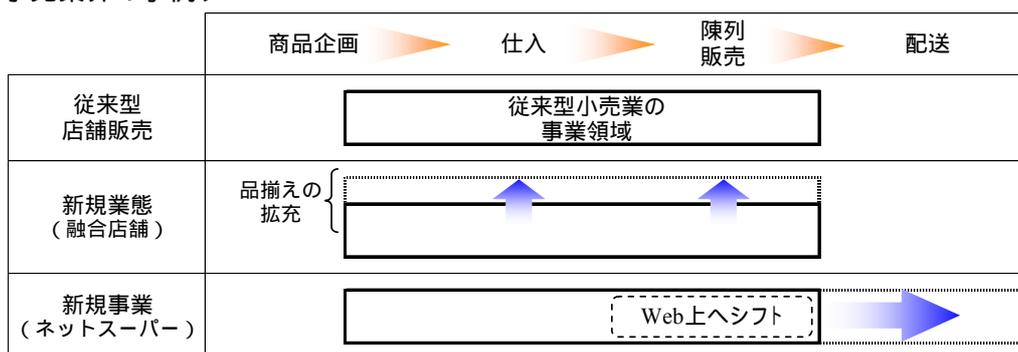 商品企画
仕入
陳列
販売
配送
従来型
店舗販売
従来型小売業の
事業領域
新規業態
（融合店舗）
品揃えの
拡充
新規事業
（ネットスーパー）
Web上へシフト